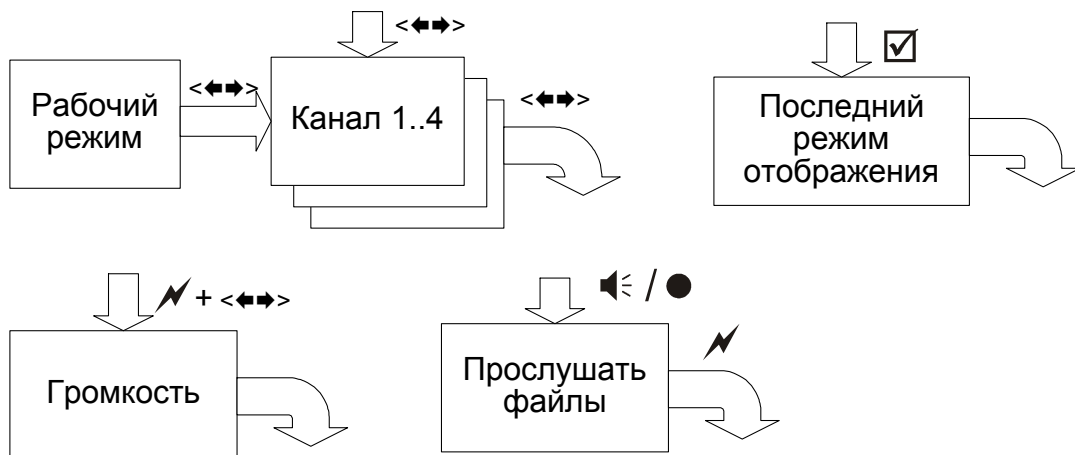 <⬅➡>
Рабочий
режим
<⬅➡>
Канал 1..4
<⬅➡>
Последний
режим
отображения
+ <⬅➡>
Громкость
/
Прослушать
файлы